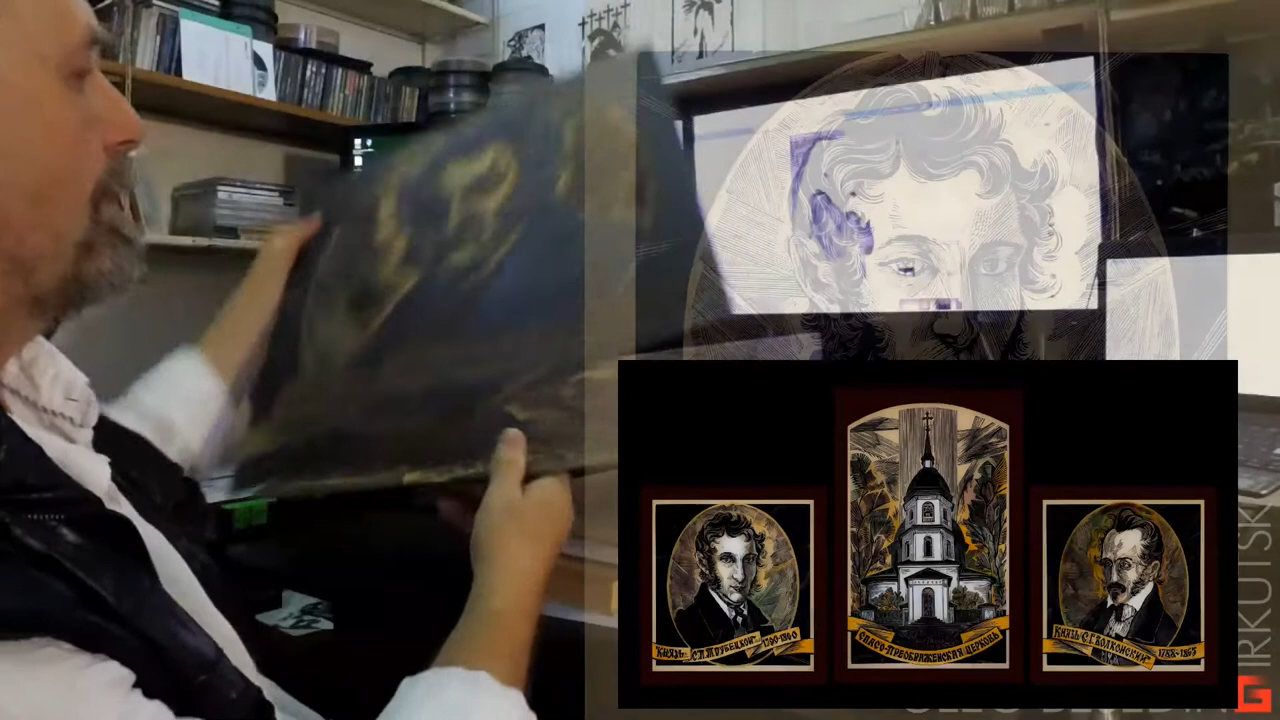 КНЯЗЬ С.П.ТРУБЕЦКОЙ 1790-1860
СПАСО-ПРЕОБРАЖЕНСКАЯ ЦЕРКОВЬ
КНЯЗЬ С.Г.ВОЛКОНСКИЙ 1788-1865
IRKUTSK